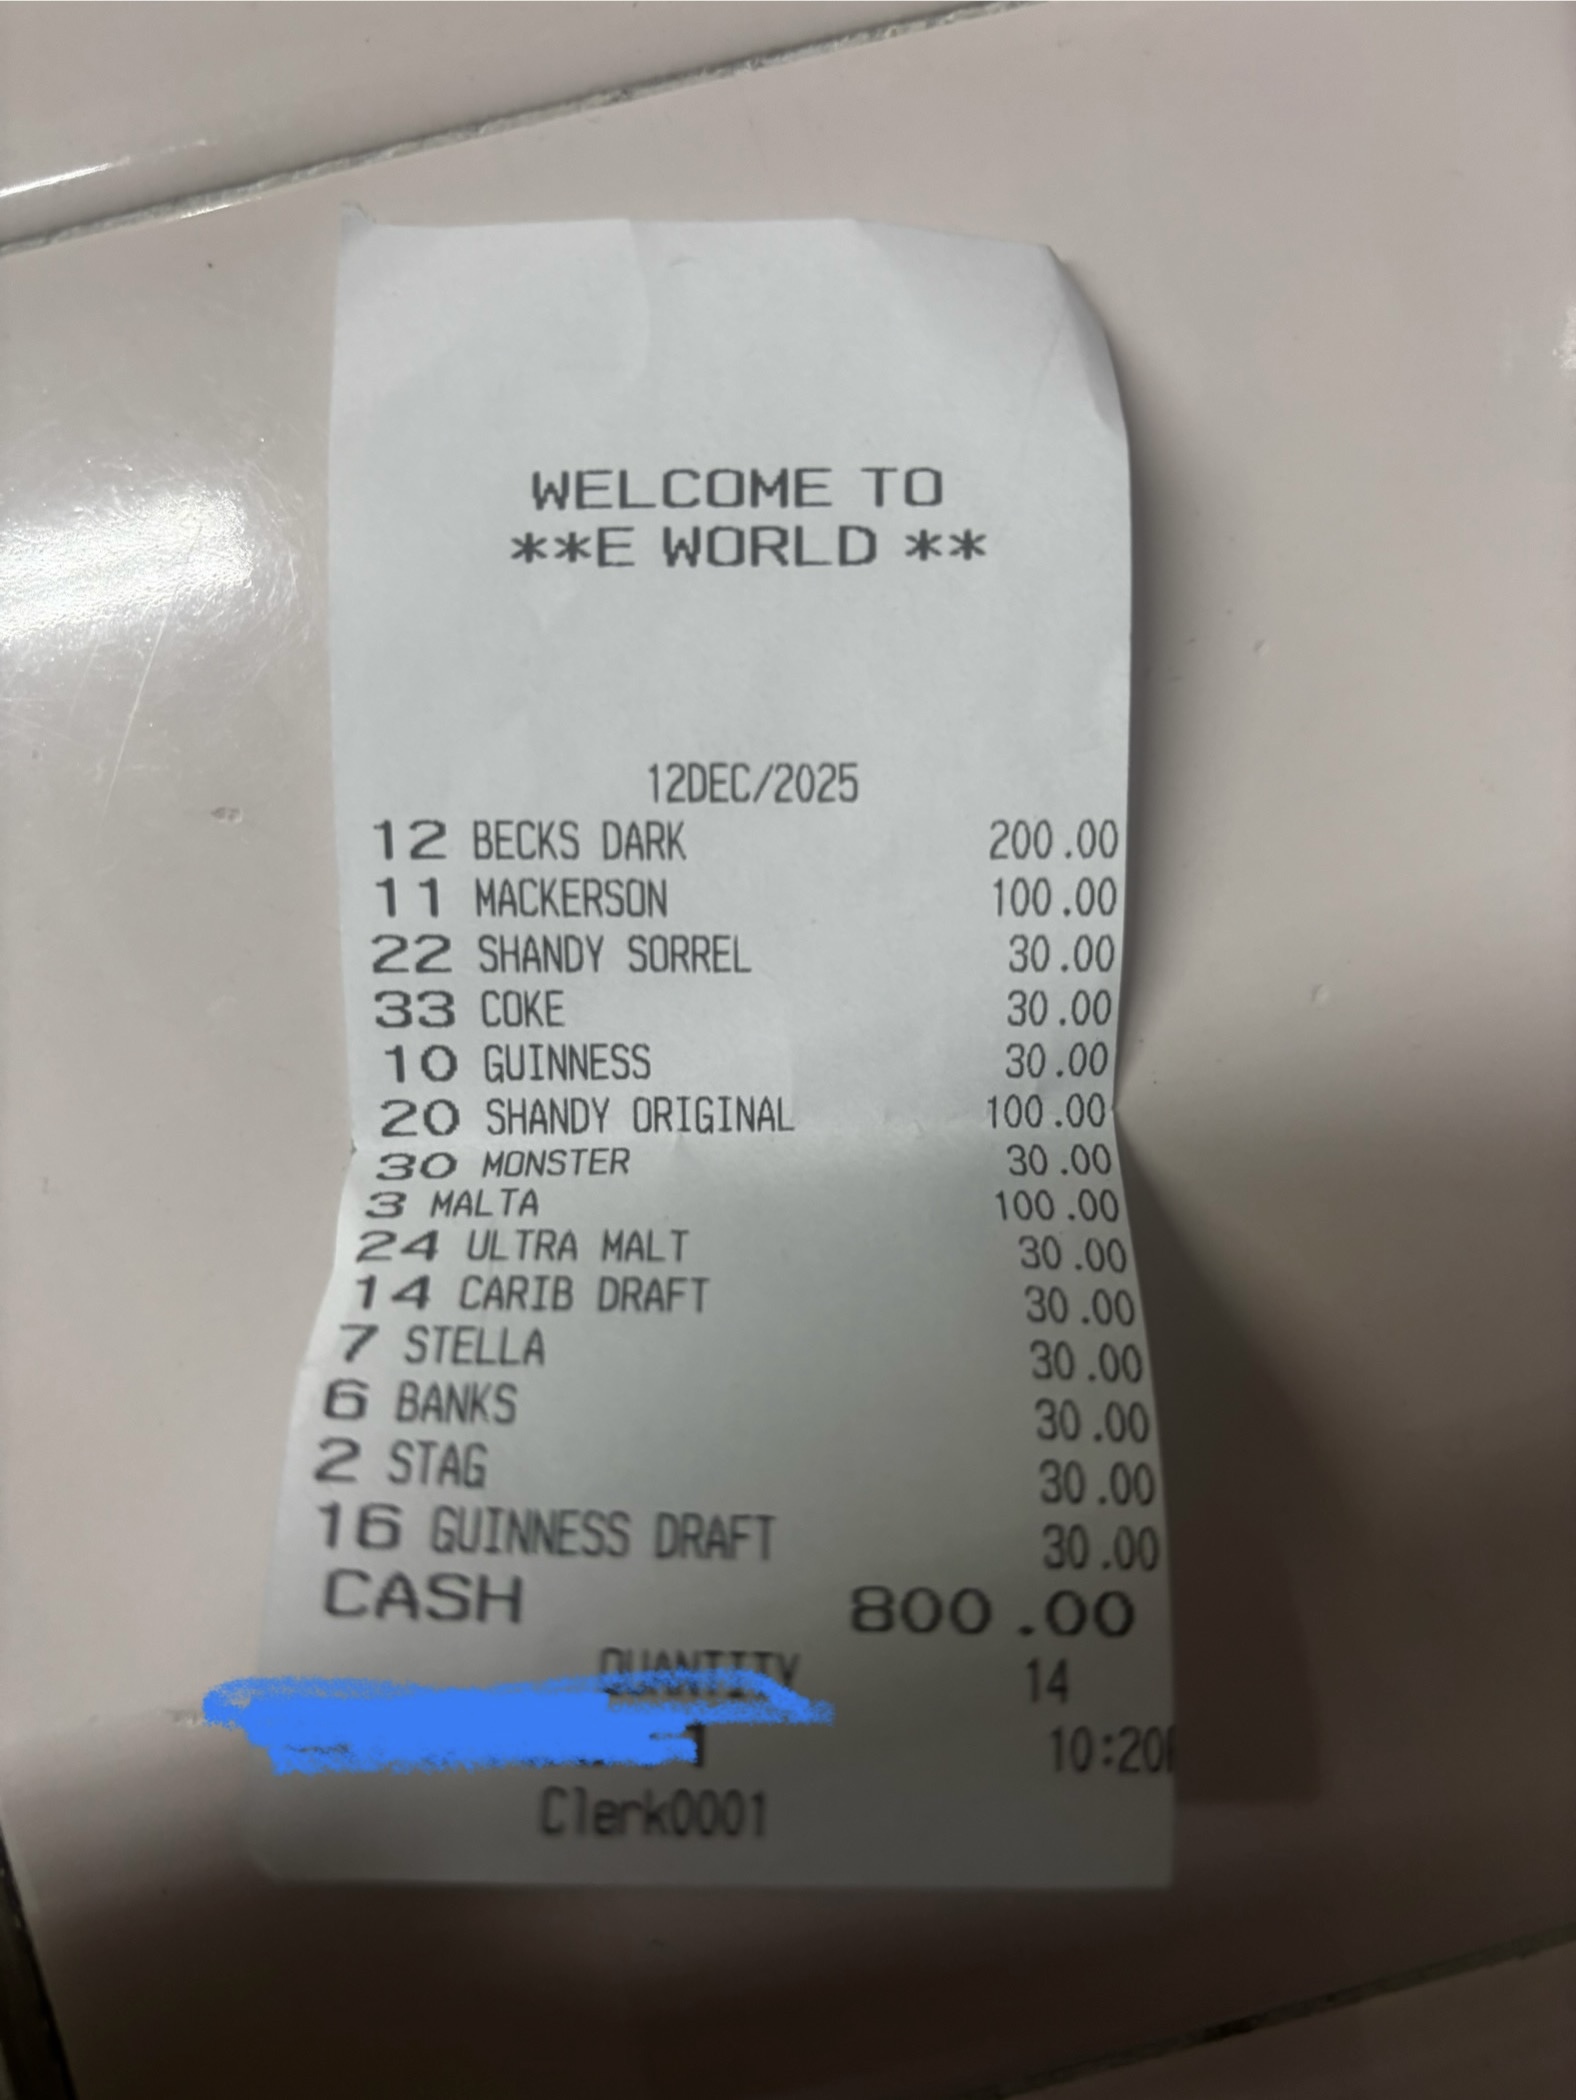 WELCOME TO
**E WORLD **
12DEC/2025
12 BECKS DARK 200.00
11 MACKERSON 100.00
22 SHANDY SORREL 30.00
33 COKE 30.00
10 GUINNESS 30.00
20 SHANDY ORIGINAL 100.00
30 MONSTER 30.00
3 MALTA 100.00
24 ULTRA MALT 30.00
14 CARIB DRAFT 30.00
7 STELLA 30.00
6 BANKS 30.00
2 STAG 30.00
16 GUINNESS DRAFT 30.00
CASH 800.00
QUANTITY 14
10:20
Clerk0001